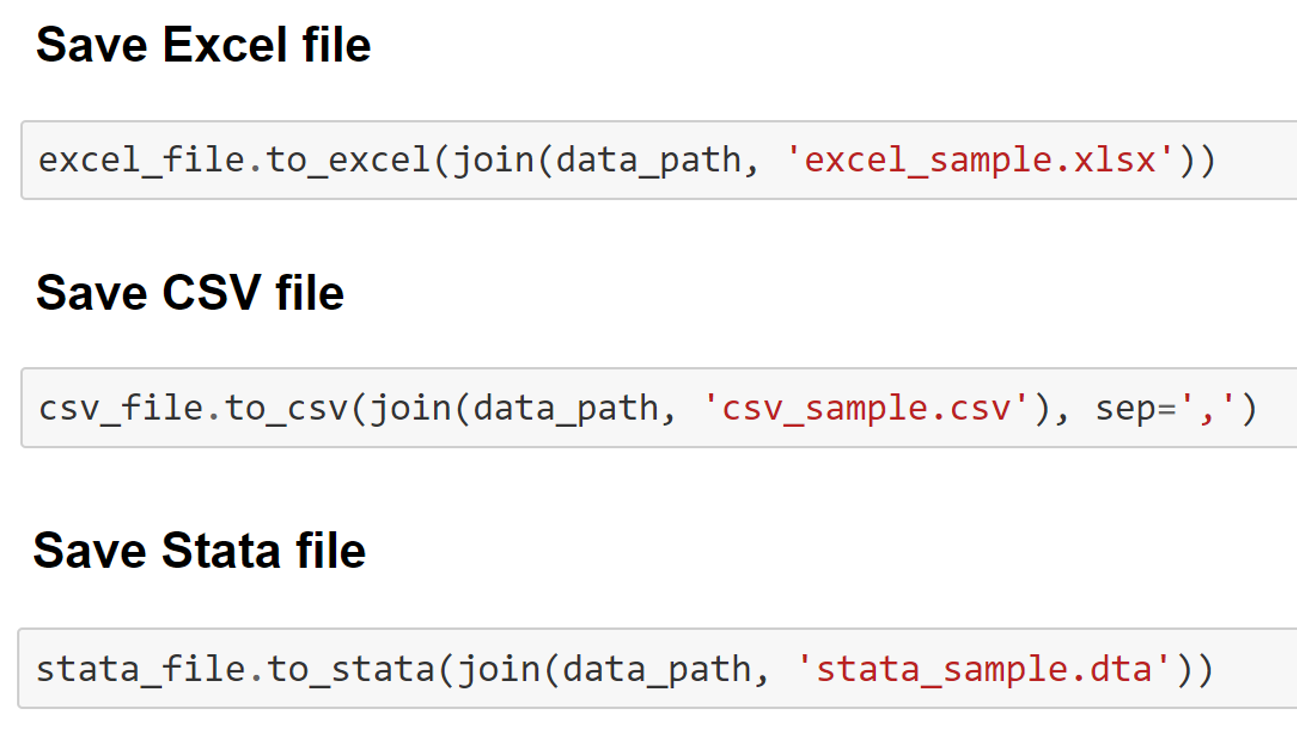 Save Excel file
excel_file.to_excel(join(data_path, 'excel_sample.xlsx'))
Save CSV file
csv_file.to_csv(join(data_path, 'csv_sample.csv'), sep=',')
Save Stata file
stata_file.to_stata(join(data_path, 'stata_sample.dta'))